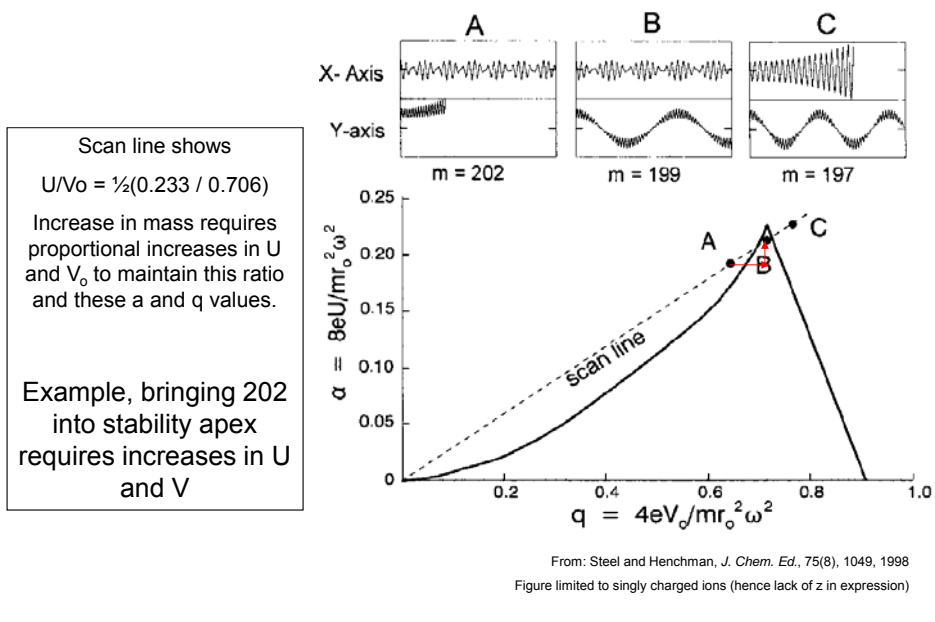 A
B
C
X- Axis
Y-axis
m = 202
m = 199
m = 197
Scan line shows
U/Vo = ½(0.233 / 0.706)
Increase in mass requires
proportional increases in U
and Vₒ to maintain this ratio
and these a and q values.
Example, bringing 202
into stability apex
requires increases in U
and V
0.25
0.20
0.15
0.10
0.05
0
α = 8eU/mrₒ²ω²
A
B
C
scan line
0.2
0.4
0.6
0.8
1.0
q = 4eVₒ/mrₒ²ω²
From: Steel and Henchman, J. Chem. Ed., 75(8), 1049, 1998
Figure limited to singly charged ions (hence lack of z in expression)